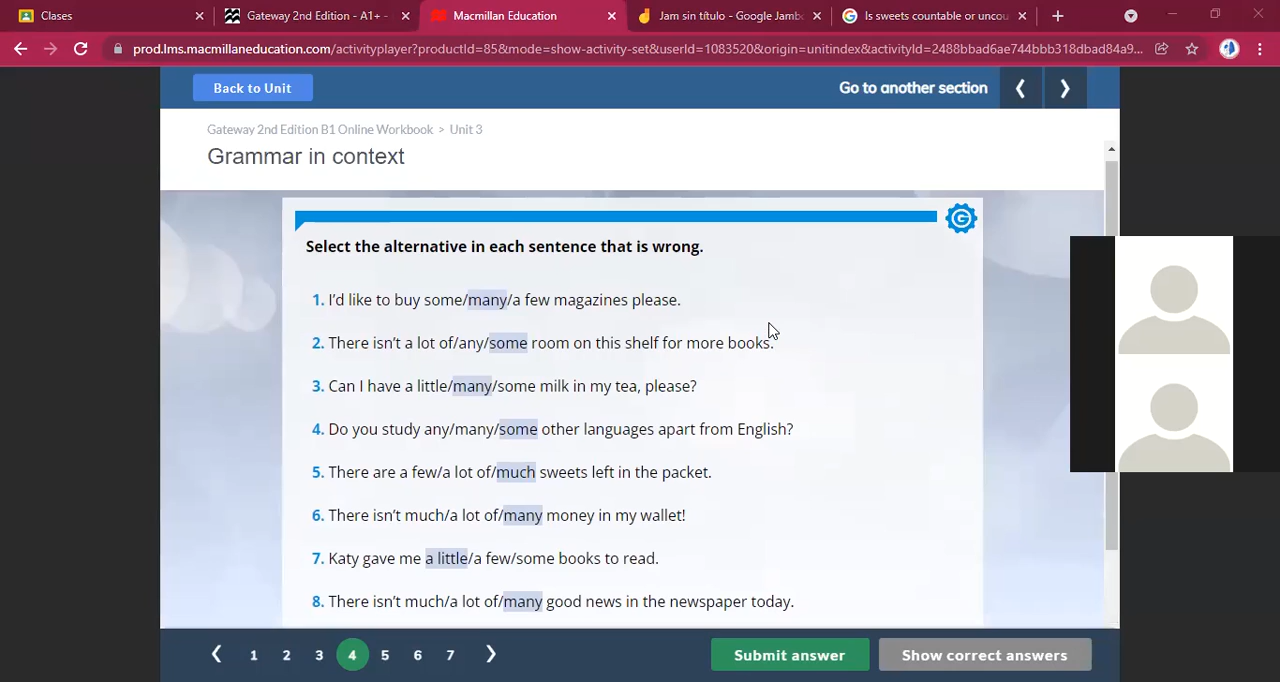 Clases
Gateway 2nd Edition - A1+ -
Macmillan Education
Jam sin título - Google Jamb
Is sweets countable or uncou
prod.lms.macmillaneducation.com/activityplayer?productId=85&mode=show-activity-set&userId=1083520&origin=unitindex&activityId=2488bbad6ae744bbb318dbad84a9...
Back to Unit
Go to another section
Gateway 2nd Edition B1 Online Workbook > Unit 3
Grammar in context
G
Select the alternative in each sentence that is wrong.
1. I'd like to buy some/many/a few magazines please.
2. There isn't a lot of/any/some room on this shelf for more books.
3. Can I have a little/many/some milk in my tea, please?
4. Do you study any/many/some other languages apart from English?
5. There are a few/a lot of/much sweets left in the packet.
6. There isn't much/a lot of/many money in my wallet!
7. Katy gave me a little/a few/some books to read.
8. There isn't much/a lot of/many good news in the newspaper today.
1 2 3 4 5 6 7
Submit answer
Show correct answers